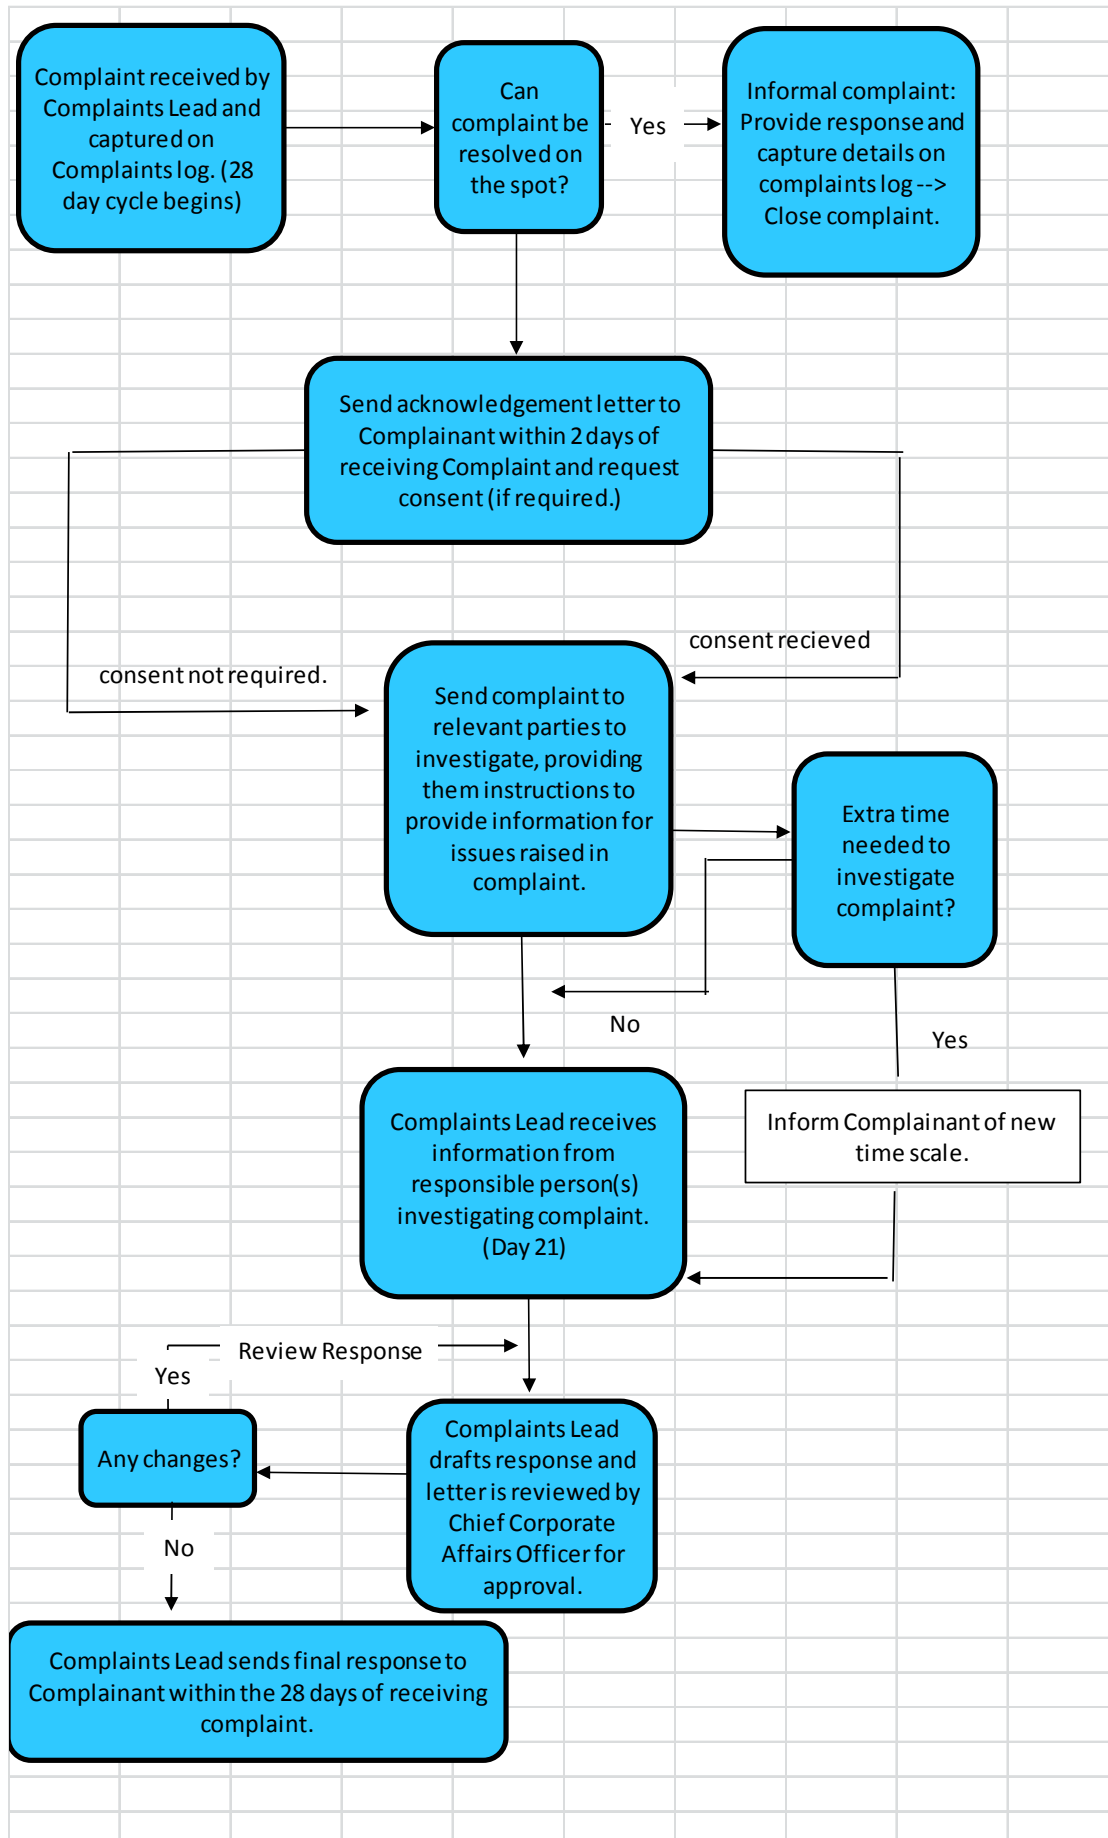 Complaint received by
Complaints Lead and
captured on
Complaints log. (28
day cycle begins)
Can
complaint be
resolved on
the spot?
Yes
Informal complaint:
Provide response and
capture details on
complaints log -->
Close complaint.
Send acknowledgement letter to
Complainant within 2 days of
receiving Complaint and request
consent (if required.)
consent recieved
consent not required.
Send complaint to
relevant parties to
investigate, providing
them instructions to
provide information for
issues raised in
complaint.
Extra time
needed to
investigate
complaint?
No
Yes
Inform Complainant of new
time scale.
Complaints Lead receives
information from
responsible person(s)
investigating complaint.
(Day 21)
Review Response
Yes
Any changes?
Complaints Lead
drafts response and
letter is reviewed by
Chief Corporate
Affairs Officer for
approval.
No
Complaints Lead sends final response to
Complainant within the 28 days of receiving
complaint.